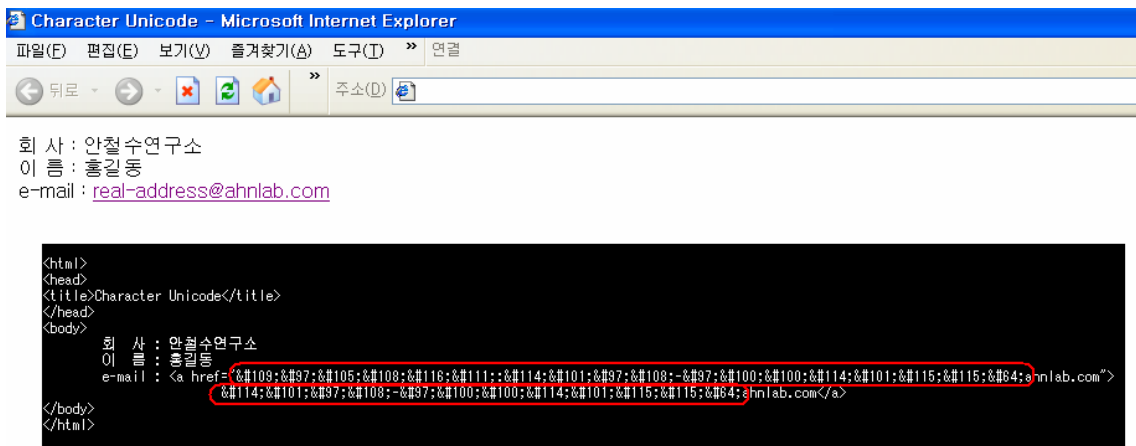 Character Unicode - Microsoft Internet Explorer
파일(F) 편집(E) 보기(V) 즐겨찾기(A) 도구(T) » 연결
뒤로 » 주소(D)
회 사 : 안철수연구소
이 름 : 홍길동
e-mail : real-address@ahnlab.com
<html>
<head>
<title>Character Unicode</title>
</head>
<body>
회 사 : 안철수연구소
이 름 : 홍길동
e-mail : <a href="&#109;&#97;&#105;&#108;&#116;&#111;:&#114;&#101;&#97;&#108;-&#97;&#100;&#100;&#114;&#101;&#115;&#115;&#64;ahnlab.com">
&#114;&#101;&#97;&#108;-&#97;&#100;&#100;&#114;&#101;&#115;&#115;&#64;ahnlab.com</a>
</body>
</html>